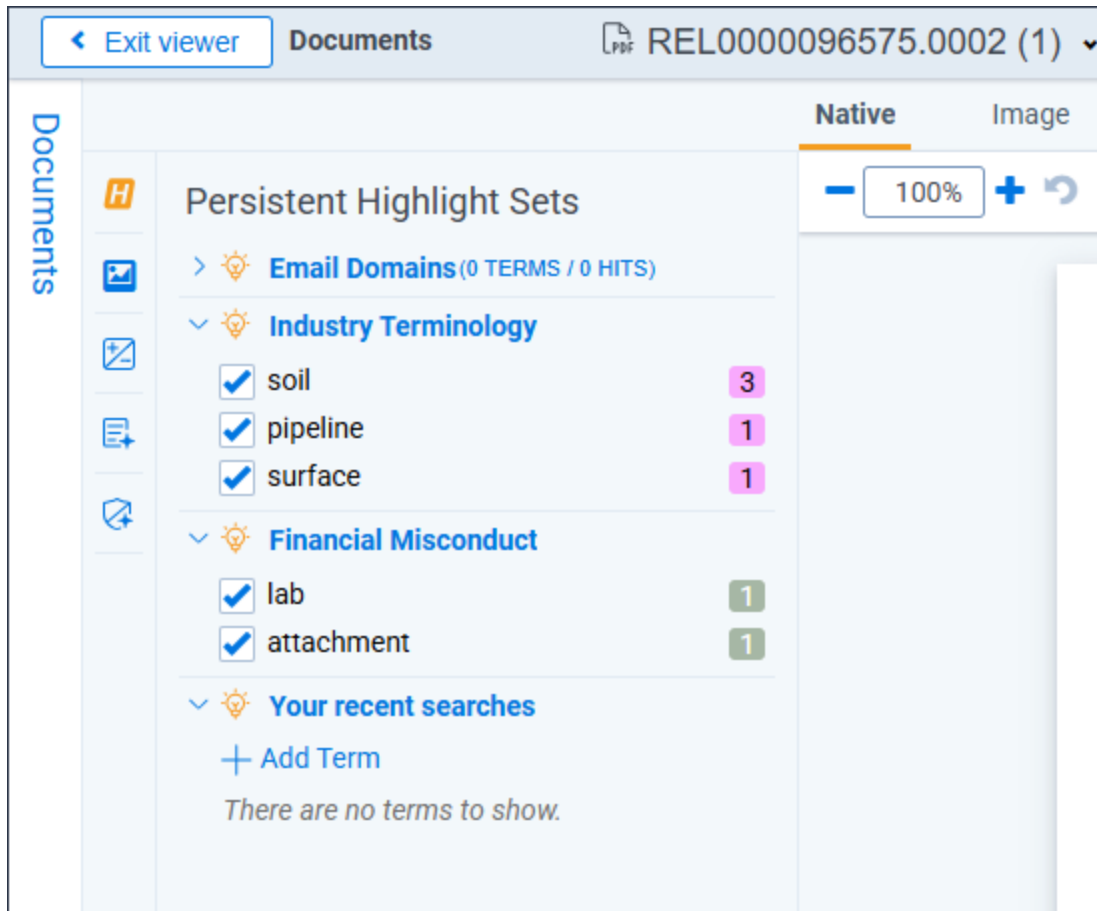 Exit viewer Documents PDF REL0000096575.0002 (1)
Documents
Native Image
H
Persistent Highlight Sets
100%
Email Domains (0 TERMS / 0 HITS)
Industry Terminology
soil 3
pipeline 1
surface 1
Financial Misconduct
lab 1
attachment 1
Your recent searches
Add Term
There are no terms to show.